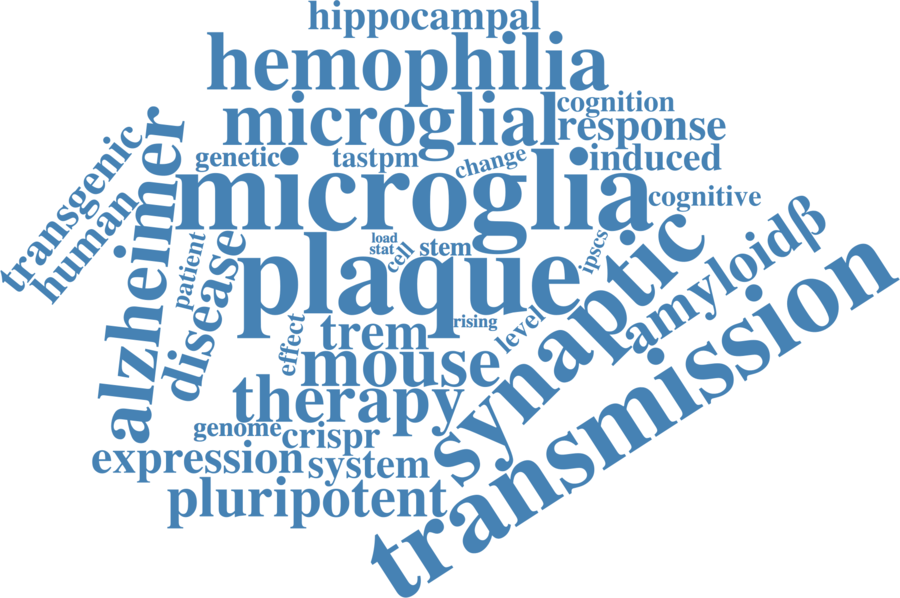 hippocampal
hemophilia
cognition
microglial
response
transgenic
genetic
tastpm
change
induced
microglia
human
cognitive
alzheimer
patient
disease
load
stat
cell
stem
ipscs
plaque
synaptic
amyloidβ
transmission
effect
trem
rising
level
mouse
therapy
genome
crispr
expression
system
pluripotent